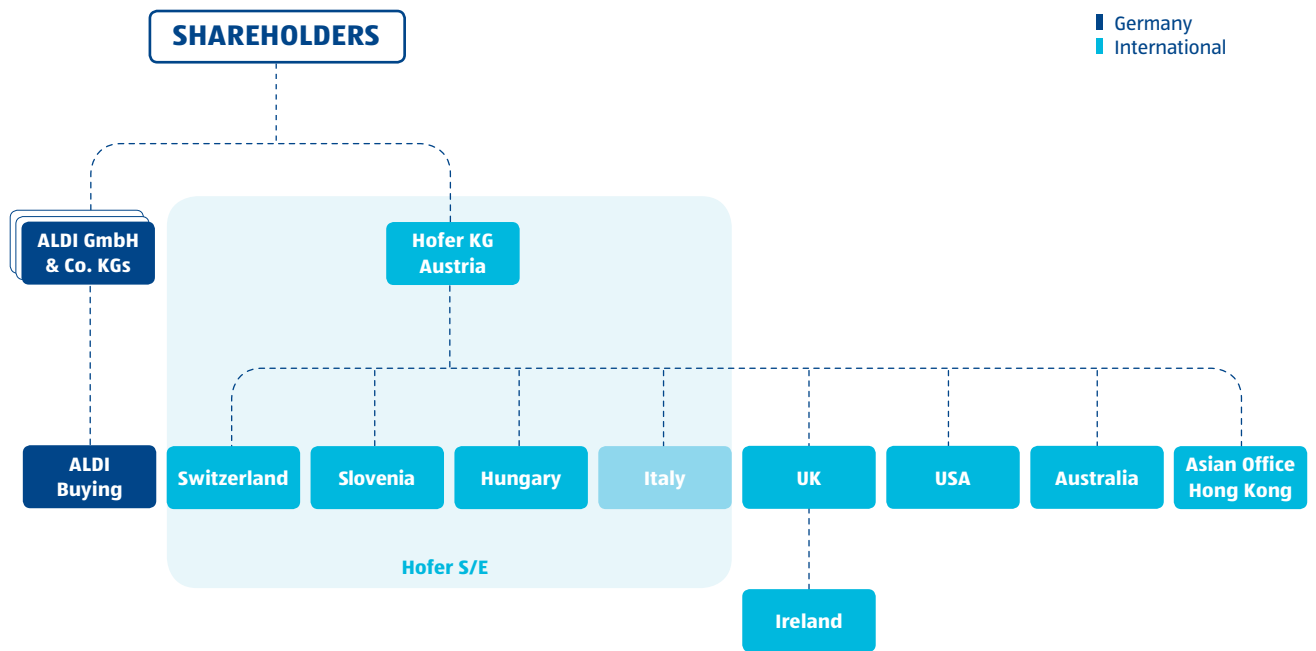 SHAREHOLDERS
Germany
International
ALDI GmbH
& Co. KGs
Hofer KG
Austria
ALDI
Buying
Switzerland
Slovenia
Hungary
Italy
UK
USA
Australia
Asian Office
Hong Kong
Hofer S/E
Ireland